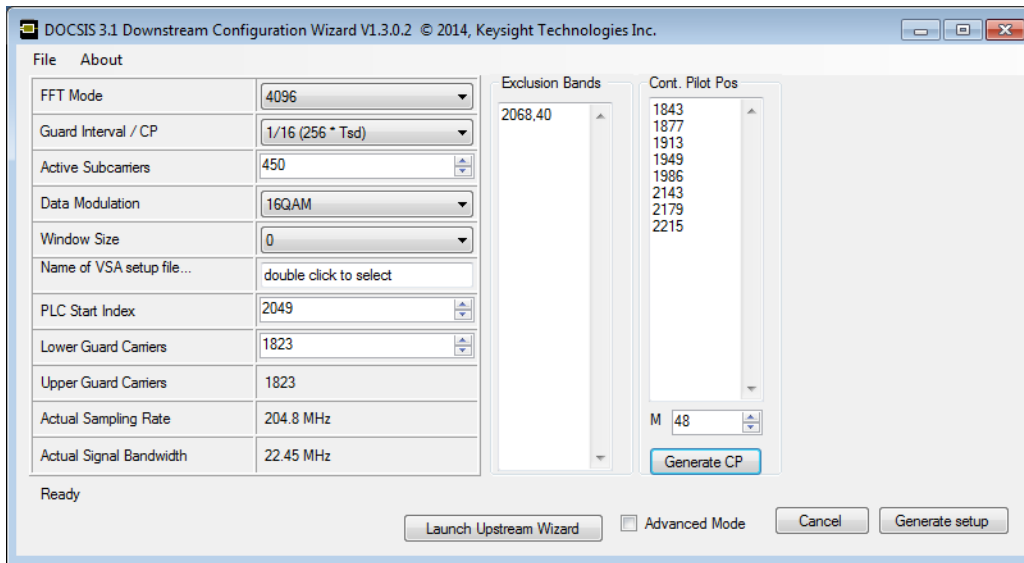 DOCSIS 3.1 Downstream Configuration Wizard V1.3.0.2 © 2014, Keysight Technologies Inc.
File About
FFT Mode 4096
Guard Interval / CP 1/16 (256 * Tsd)
Active Subcarriers 450
Data Modulation 16QAM
Window Size 0
Name of VSA setup file... double click to select
PLC Start Index 2049
Lower Guard Carriers 1823
Upper Guard Carriers 1823
Actual Sampling Rate 204.8 MHz
Actual Signal Bandwidth 22.45 MHz
Ready
Exclusion Bands
2068,40
Cont. Pilot Pos
1843
1877
1913
1949
1986
2143
2179
2215
M 48
Generate CP
Launch Upstream Wizard Advanced Mode Cancel Generate setup